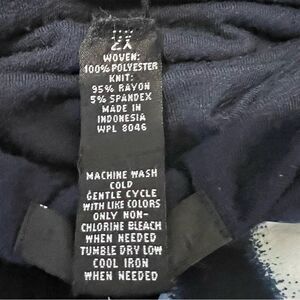 2X
WOVEN:
100% POLYESTER
KNIT:
95% RAYON
5% SPANDEX
MADE IN
INDONESIA
WPL 8046
MACHINE WASH
COLD
GENTLE CYCLE
WITH LIKE COLORS
ONLY NON-
CHLORINE BLEACH
WHEN NEEDED
TUMBLE DRY LOW
COOL IRON
WHEN NEEDED